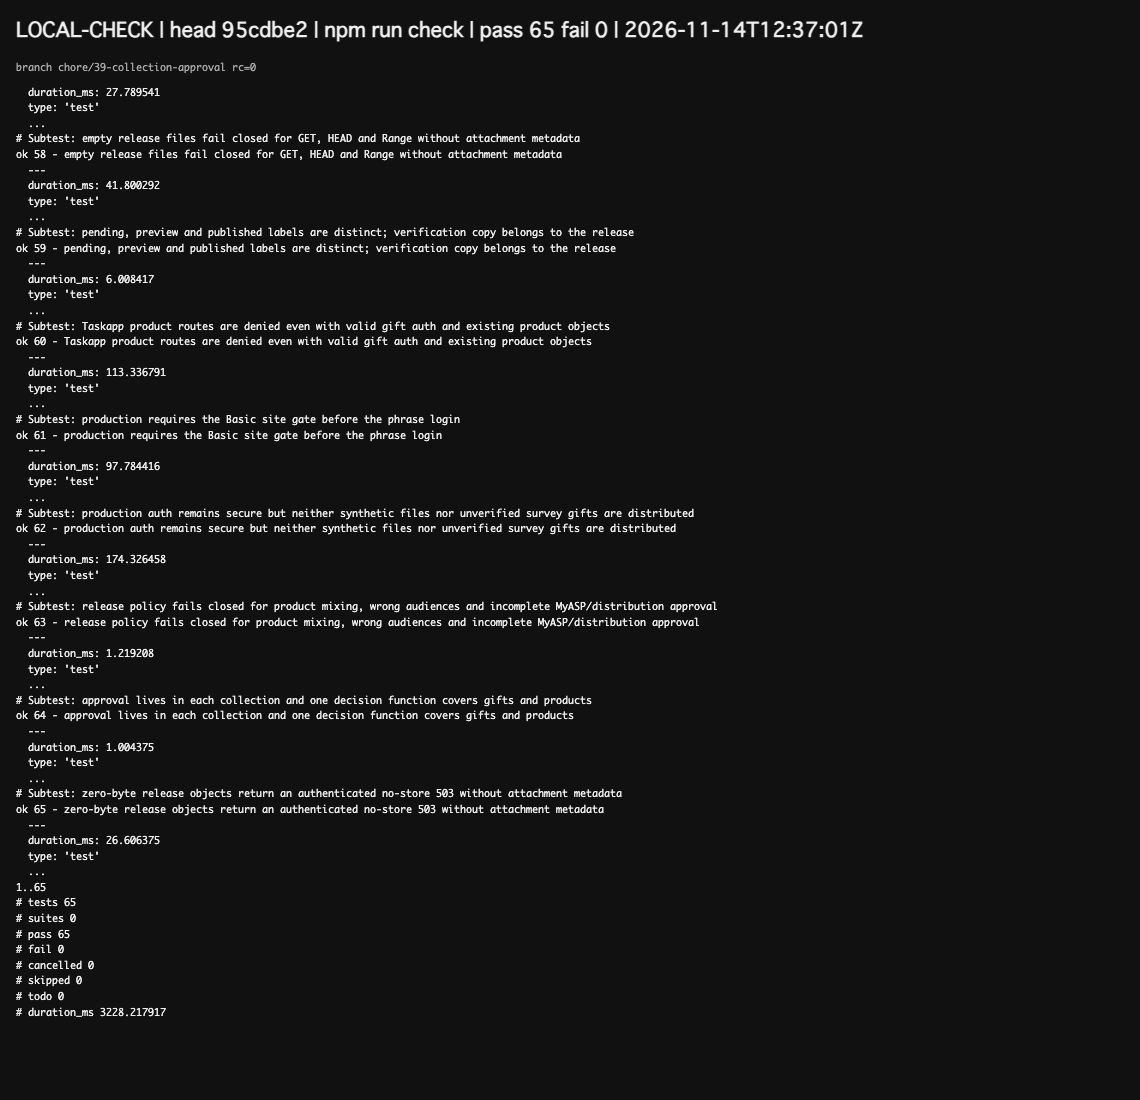 LOCAL-CHECK | head 95cdbe2 | npm run check | pass 65 fail 0 | 2026-11-14T12:37:01Z
branch chore/39-collection-approval rc=0
duration_ms: 27.789541
type: 'test'
...
# Subtest: empty release files fail closed for GET, HEAD and Range without attachment metadata
ok 58 - empty release files fail closed for GET, HEAD and Range without attachment metadata
---
duration_ms: 41.800292
type: 'test'
...
# Subtest: pending, preview and published labels are distinct; verification copy belongs to the release
ok 59 - pending, preview and published labels are distinct; verification copy belongs to the release
---
duration_ms: 6.008417
type: 'test'
...
# Subtest: Taskapp product routes are denied even with valid gift auth and existing product objects
ok 60 - Taskapp product routes are denied even with valid gift auth and existing product objects
---
duration_ms: 113.336791
type: 'test'
...
# Subtest: production requires the Basic site gate before the phrase login
ok 61 - production requires the Basic site gate before the phrase login
---
duration_ms: 97.784416
type: 'test'
...
# Subtest: production auth remains secure but neither synthetic files nor unverified survey gifts are distributed
ok 62 - production auth remains secure but neither synthetic files nor unverified survey gifts are distributed
---
duration_ms: 174.326458
type: 'test'
...
# Subtest: release policy fails closed for product mixing, wrong audiences and incomplete MyASP/distribution approval
ok 63 - release policy fails closed for product mixing, wrong audiences and incomplete MyASP/distribution approval
---
duration_ms: 1.219208
type: 'test'
...
# Subtest: approval lives in each collection and one decision function covers gifts and products
ok 64 - approval lives in each collection and one decision function covers gifts and products
---
duration_ms: 1.004375
type: 'test'
...
# Subtest: zero-byte release objects return an authenticated no-store 503 without attachment metadata
ok 65 - zero-byte release objects return an authenticated no-store 503 without attachment metadata
---
duration_ms: 26.606375
type: 'test'
...
1..65
# tests 65
# suites 0
# pass 65
# fail 0
# cancelled 0
# skipped 0
# todo 0
# duration_ms 3228.217917